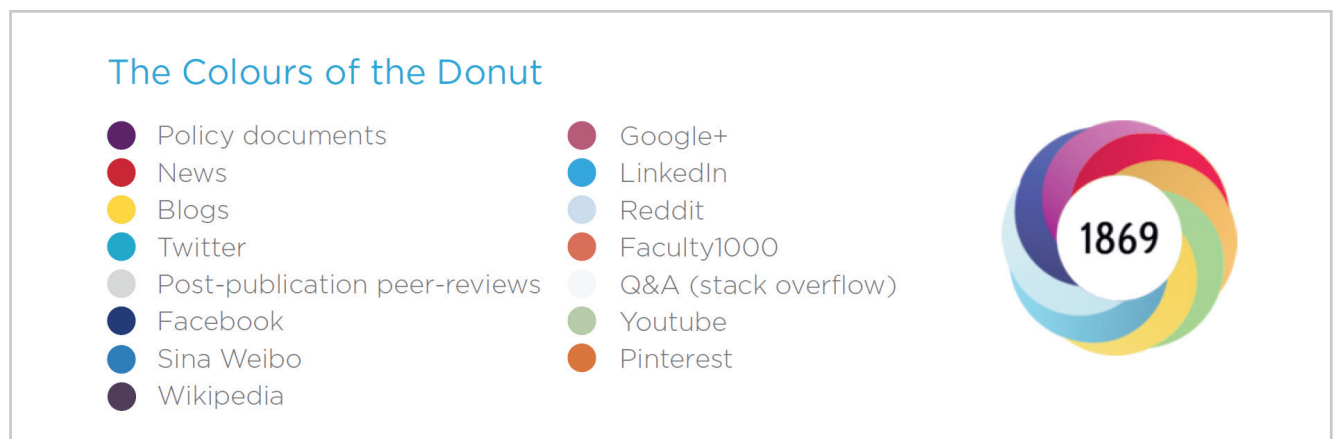 The Colours of the Donut
Policy documents
News
Blogs
Twitter
Post-publication peer-reviews
Facebook
Sina Weibo
Wikipedia
Google+
LinkedIn
Reddit
Faculty1000
Q&A (stack overflow)
Youtube
Pinterest
1869